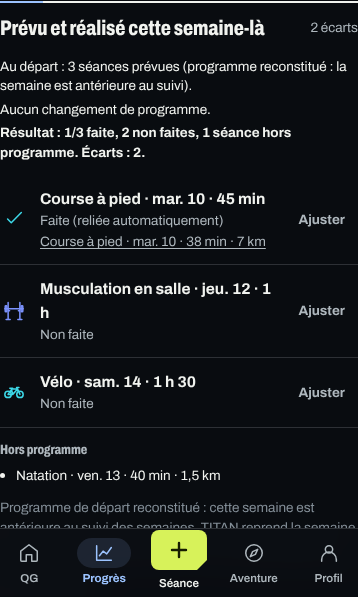 Prévu et réalisé cette semaine-là
2 écarts
Au départ : 3 séances prévues (programme reconstitué : la
semaine est antérieure au suivi).
Aucun changement de programme.
Résultat : 1/3 faite, 2 non faites, 1 séance hors
programme. Écarts : 2.
Course à pied · mar. 10 · 45 min
Faite (reliée automatiquement)
Course à pied · mar. 10 · 38 min · 7 km
Ajuster
Musculation en salle · jeu. 12 · 1
h
Non faite
Ajuster
Vélo · sam. 14 · 1 h 30
Non faite
Ajuster
Hors programme
• Natation · ven. 13 · 40 min · 1,5 km
Programme de départ reconstitué : cette semaine est
antérieure au suivi des semaines. TITAN reprend la semaine
QG
Progrès
Séance
Aventure
Profil